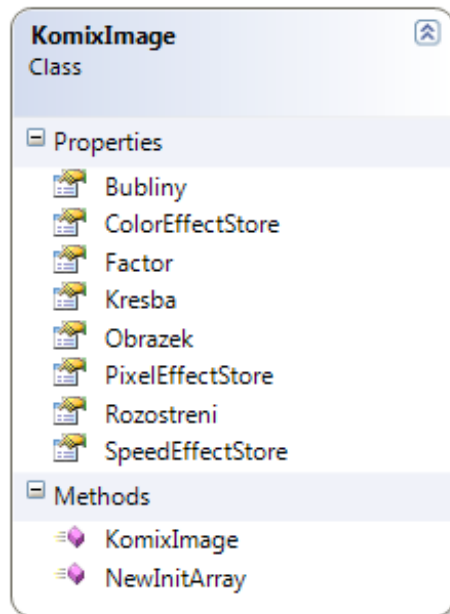 KomixImage
Class
Properties
Bubliny
ColorEffectStore
Factor
Kresba
Obrazek
PixelEffectStore
Rozostreni
SpeedEffectStore
Methods
KomixImage
NewInitArray